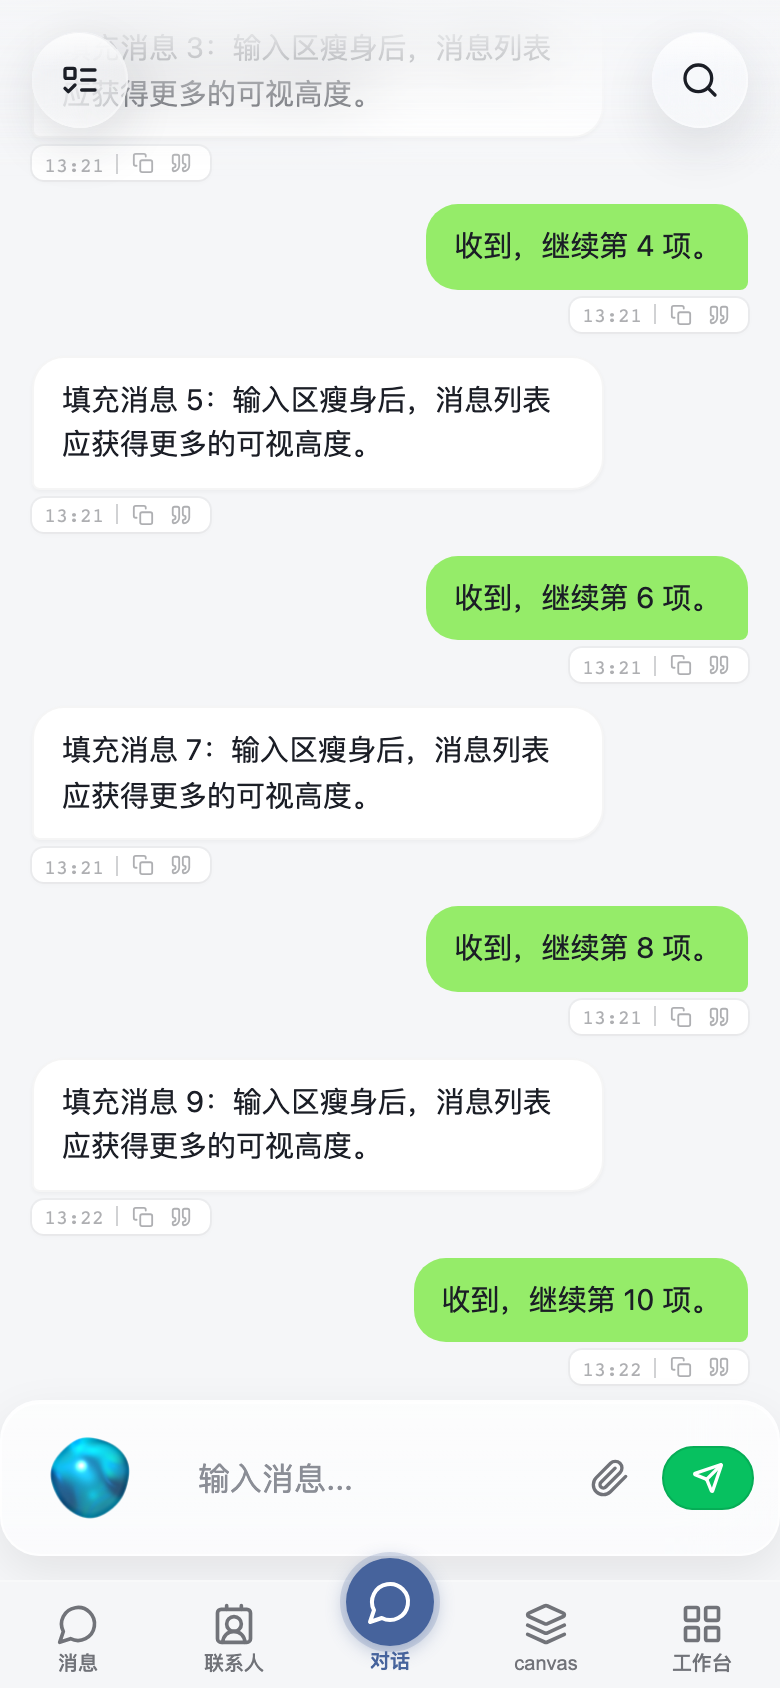 填充消息 3：输入区瘦身后，消息列表
应获得更多的可视高度。
13:21
收到，继续第 4 项。
13:21
填充消息 5：输入区瘦身后，消息列表
应获得更多的可视高度。
13:21
收到，继续第 6 项。
13:21
填充消息 7：输入区瘦身后，消息列表
应获得更多的可视高度。
13:21
收到，继续第 8 项。
13:21
填充消息 9：输入区瘦身后，消息列表
应获得更多的可视高度。
13:22
收到，继续第 10 项。
13:22
输入消息...
消息
联系人
对话
canvas
工作台